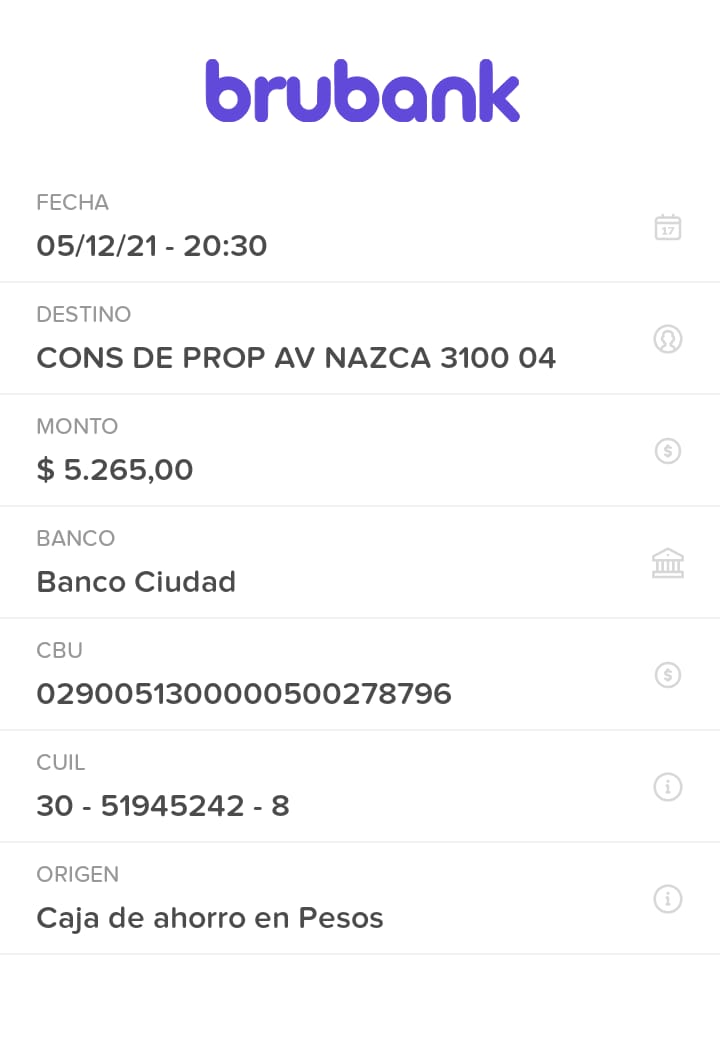 brubank
FECHA
05/12/21 - 20:30
17
DESTINO
CONS DE PROP AV NAZCA 3100 04
MONTO
$ 5.265,00
$
BANCO
Banco Ciudad
CBU
0290051300000500278796
$
CUIL
30 - 51945242 - 8
i
ORIGEN
Caja de ahorro en Pesos
i